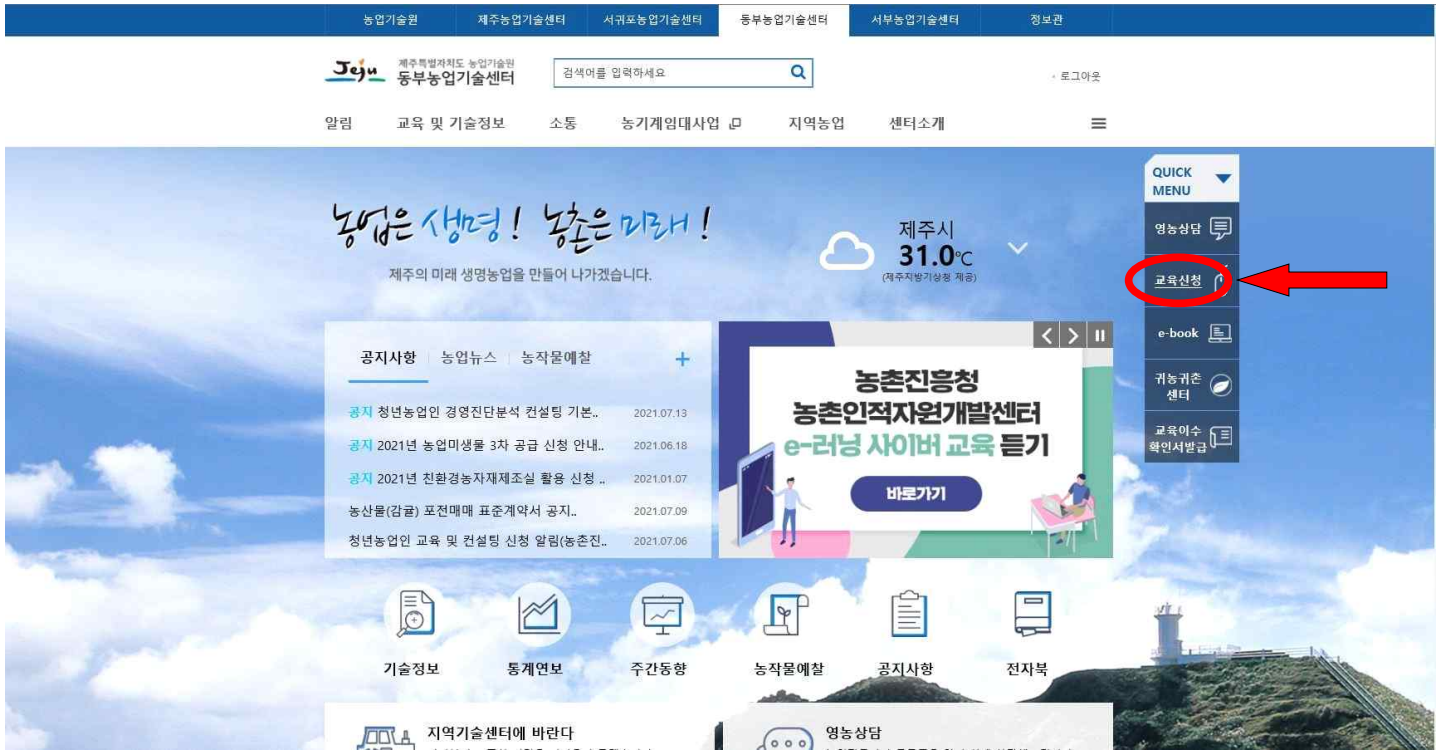 농업기술원 제주농업기술센터 서귀포농업기술센터 동부농업기술센터 서부농업기술센터 정보관
Jeju 제주특별자치도 농업기술원
동부농업기술센터
검색어를 입력하세요
로그아웃
알림 교육 및 기술정보 소통 농기계임대사업 지역농업 센터소개
QUICK
MENU
영농상담
교육신청
e-book
귀농귀촌
센터
교육이수
확인서발급
농업은 생명! 농촌은 미래!
제주의 미래 생명농업을 만들어 나가겠습니다.
제주시
31.0℃
(제주지방기상청 제공)
공지사항 농업뉴스 농작물예찰 +
공지 청년농업인 경영진단분석 컨설팅 기본.. 2021.07.13
공지 2021년 농업미생물 3차 공급 신청 안내.. 2021.06.18
공지 2021년 친환경농자재제조실 활용 신청 .. 2021.01.07
농산물(감귤) 포전매매 표준계약서 공지.. 2021.07.09
청년농업인 교육 및 컨설팅 신청 알림(농촌진.. 2021.07.06
농촌진흥청
농촌인적자원개발센터
e-러닝 사이버 교육 듣기
바로가기
기술정보 통계연보 주간동향 농작물예찰 공지사항 전자북
지역기술센터에 바란다
영농상담